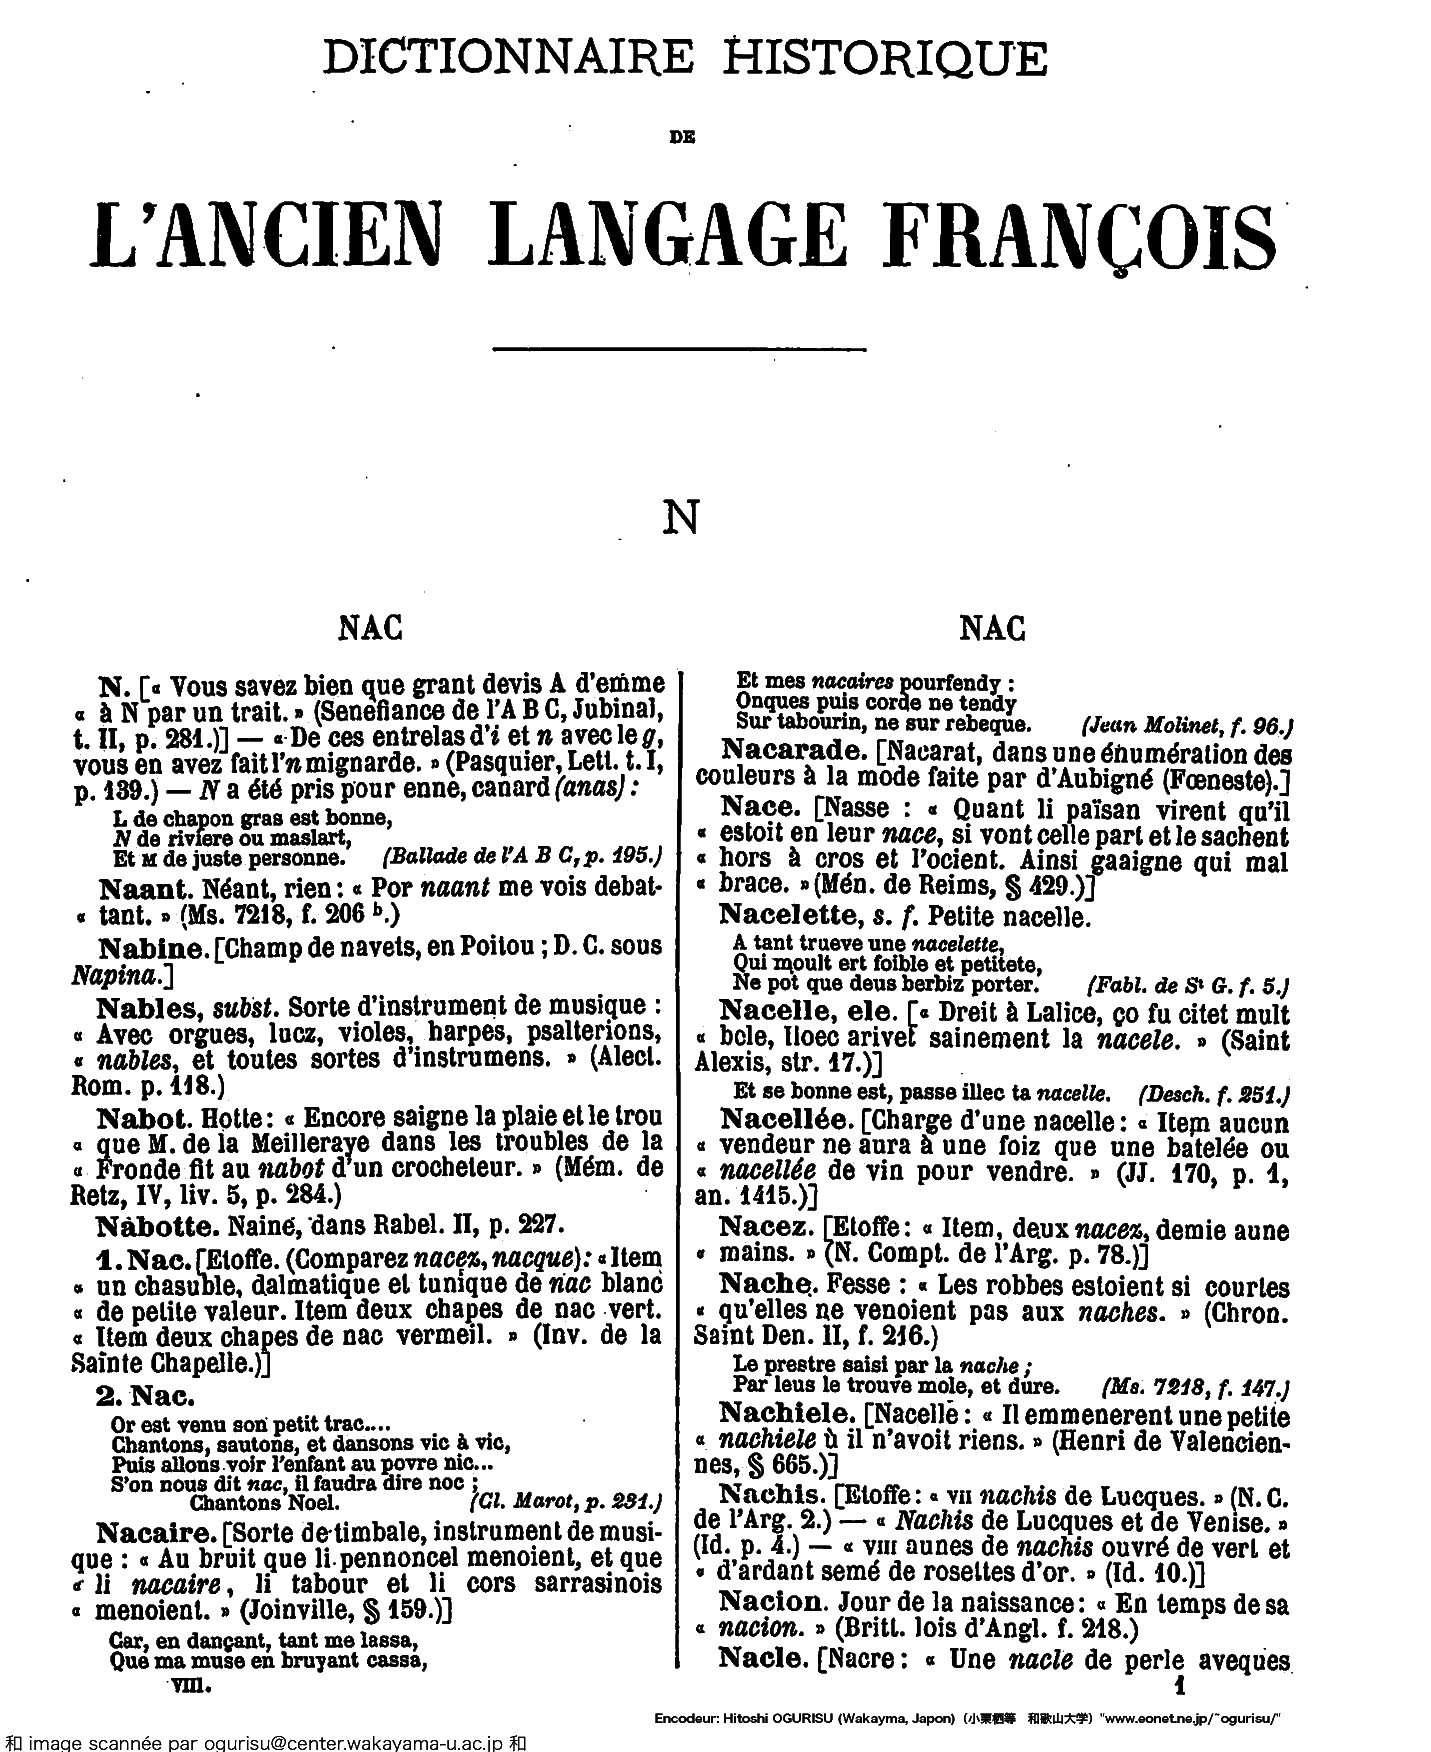 DICTIONNAIRE HISTORIQUE
DE
L'ANCIEN LANGAGE FRANÇOIS
N
NAC
N. [« Vous savez bien que grant devis A d'emme
« à N par un trait. » (Senefiance de l'A B C, Jubinal,
t. II, p. 281.)] — « De ces entrelas d'i et n avec le g,
vous en avez fait l'n mignarde. » (Pasquier, Lett. t. I,
p. 139.) — N a été pris pour enne, canard (anas) :
L de chapon gras est bonne,
N de riviere ou maslart,
Et M de juste personne. (Ballade de l'A B C, p. 195.)
Naant. Néant, rien : « Por naant me vois debat-
« tant. » (Ms. 7218, f. 206 b.)
Nabine. [Champ de navets, en Poitou ; D. C. sous
Napina.]
Nables, subst. Sorte d'instrument de musique :
« Avec orgues, lucz, violes, harpes, psalterions,
« nables, et toutes sortes d'instrumens. » (Alect.
Rom. p. 118.)
Nabot. Hotte : « Encore saigne la plaie et le trou
« que M. de la Meilleraye dans les troubles de la
« Fronde fit au nabot d'un crocheteur. » (Mém. de
Retz, IV, liv. 5, p. 284.)
Nabotte. Naine, dans Rabel. II, p. 227.
1. Nac. [Etoffe. (Comparez nacez, nacque) : « Item
« un chasuble, dalmatique et tunique de nac blanc
« de petite valeur. Item deux chapes de nac vert.
« Item deux chapes de nac vermeil. » (Inv. de la
Sainte Chapelle.)]
2. Nac.
Or est venu son petit trac....
Chantons, sautons, et dansons vic à vic,
Puis allons voir l'enfant au povre nic...
S'on nous dit nac, il faudra dire noc ;
Chantons Noel. (Cl. Marot, p. 231.)
Nacaire. [Sorte de timbale, instrument de musi-
que : « Au bruit que li pennoncel menoient, et que
« li nacaire, li tabour et li cors sarrasinois
« menoient. » (Joinville, § 159.)]
Car, en dançant, tant me lassa,
Que ma muse en bruyant cassa,
VIII.
NAC
Et mes nacaires pourfendy :
Onques puis corde ne tendy
Sur tabourin, ne sur rebeque. (Jean Molinet, f. 96.)
Nacarade. [Nacarat, dans une énumération des
couleurs à la mode faite par d'Aubigné (Fœneste).]
Nace. [Nasse : « Quant li païsan virent qu'il
« estoit en leur nace, si vont celle part et le sachent
« hors à cros et l'ocient. Ainsi gaaigne qui mal
« brace. » (Mén. de Reims, § 429.)]
Nacelette, s. f. Petite nacelle.
A tant trueve une nacelette,
Qui moult ert foible et petitete,
Ne pot que deus berbiz porter. (Fabl. de St G. f. 5.)
Nacelle, ele. [« Dreit à Lalice, ço fu citet mult
« bele, Iloec arivet sainement la nacele. » (Saint
Alexis, str. 17.)]
Et se bonne est, passe illec ta nacelle. (Desch. f. 251.)
Nacellée. [Charge d'une nacelle : « Item aucun
« vendeur ne aura à une foiz que une batelée ou
« nacellée de vin pour vendre. » (JJ. 170, p. 1,
an. 1415.)]
Nacez. [Etoffe : « Item, deux nacez, demie aune
« mains. » (N. Compt. de l'Arg. p. 78.)]
Nache. Fesse : « Les robbes estoient si courtes
« qu'elles ne venoient pas aux naches. » (Chron.
Saint Den. II, f. 216.)
Le prestre saisi par la nache ;
Par leus le trouve mole, et dure. (Ms. 7218, f. 147.)
Nachiele. [Nacelle : « Il emmenerent une petite
« nachiele ù il n'avoit riens. » (Henri de Valencien-
nes, § 665.)]
Nachis. [Etoffe : « VII nachis de Lucques. » (N. C.
de l'Arg. 2.) — « Nachis de Lucques et de Venise. »
(Id. p. 4.) — « VIII aunes de nachis ouvré de vert et
« d'ardant semé de rosettes d'or. » (Id. 10.)]
Nacion. Jour de la naissance : « En temps de sa
« nacion. » (Britt. lois d'Angl. f. 218.)
Nacle. [Nacre : « Une nacle de perle aveques
1
Encodeur: Hitoshi OGURISU (Wakayma, Japon) (小栗栖等 和歌山大学) "www.eonet.ne.jp/~ogurisu/"
和 image scannée par ogurisu@center.wakayama-u.ac.jp 和